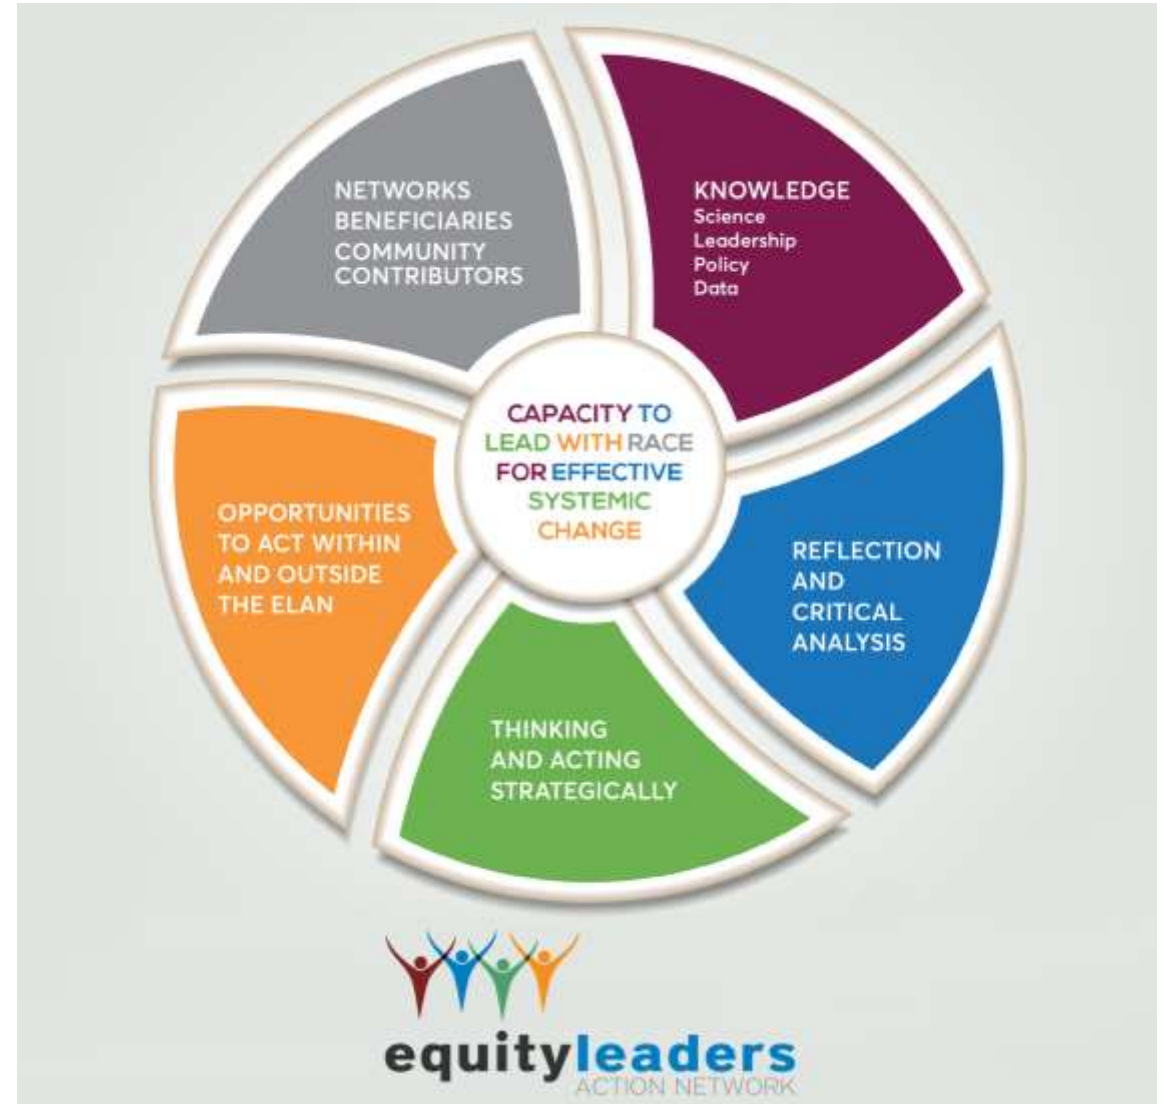 NETWORKS
BENEFICIARIES
COMMUNITY
CONTRIBUTORS
KNOWLEDGE
Science
Leadership
Policy
Data
CAPACITY TO
LEAD WITH RACE
FOR EFFECTIVE
SYSTEMIC
CHANGE
OPPORTUNITIES
TO ACT WITHIN
AND OUTSIDE
THE ELAN
REFLECTION
AND
CRITICAL
ANALYSIS
THINKING
AND ACTING
STRATEGICALLY
equityleaders
ACTION NETWORK